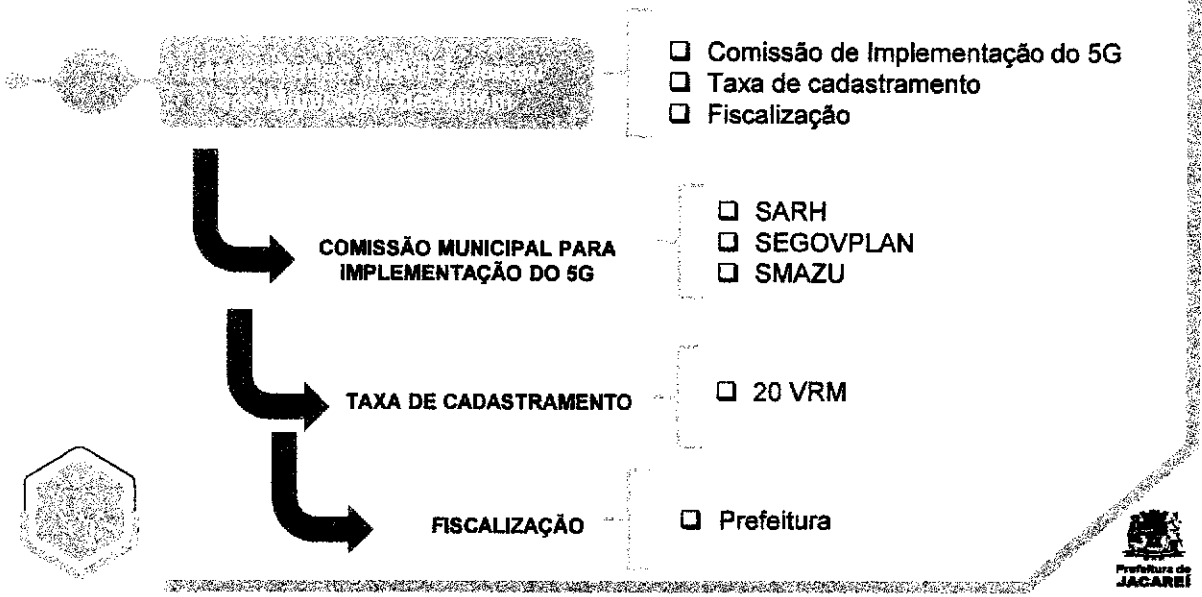 ❑ Comissão de Implementação do 5G
❑ Taxa de cadastramento
❑ Fiscalização
COMISSÃO MUNICIPAL PARA
IMPLEMENTAÇÃO DO 5G
❑ SARH
❑ SEGOVPLAN
❑ SMAZU
TAXA DE CADASTRAMENTO
❑ 20 VRM
FISCALIZAÇÃO
❑ Prefeitura
Prefeitura de
JACAREÍ